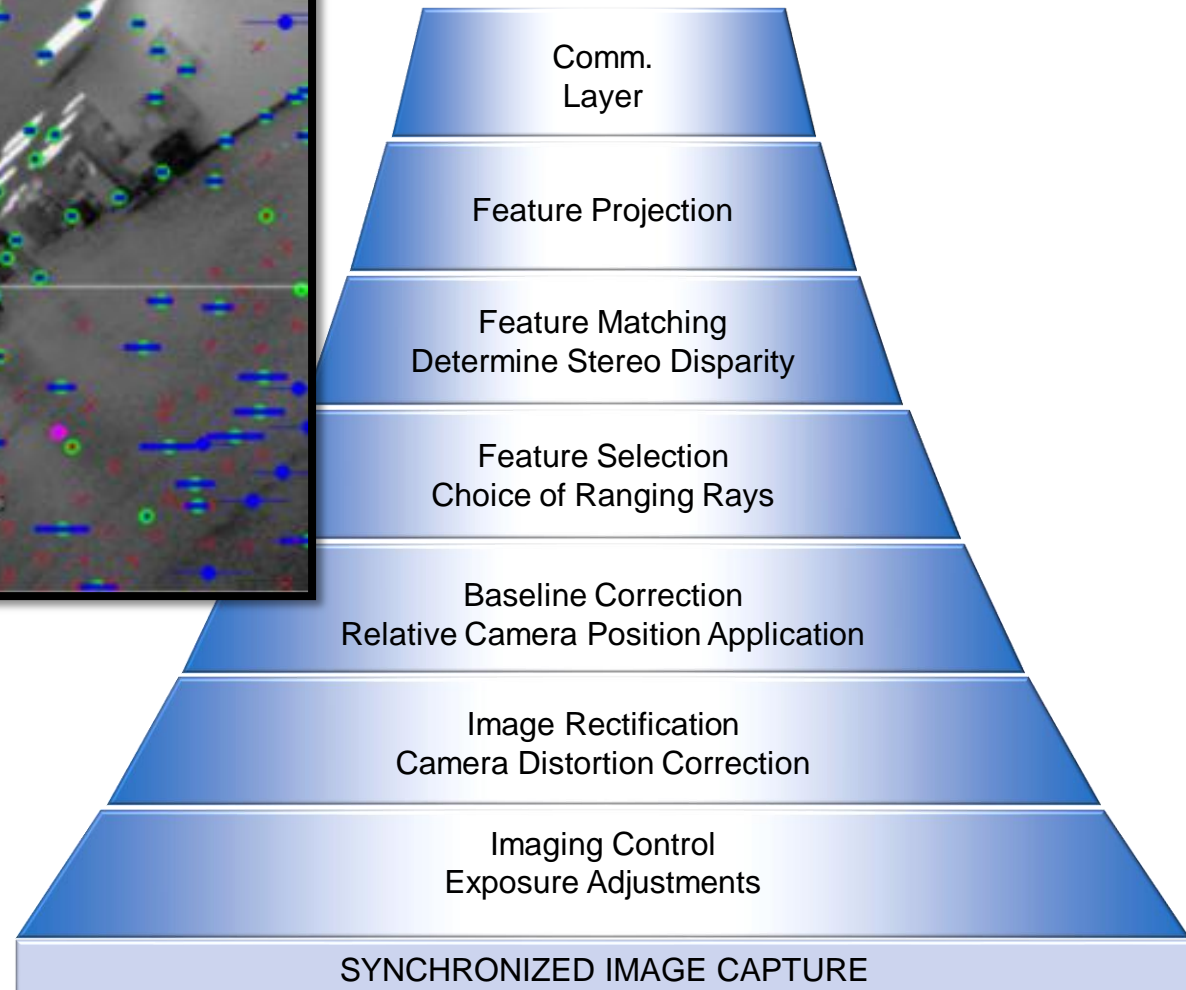 Comm.
Layer
Feature Projection
Feature Matching
Determine Stereo Disparity
Feature Selection
Choice of Ranging Rays
Baseline Correction
Relative Camera Position Application
Image Rectification
Camera Distortion Correction
Imaging Control
Exposure Adjustments
SYNCHRONIZED IMAGE CAPTURE